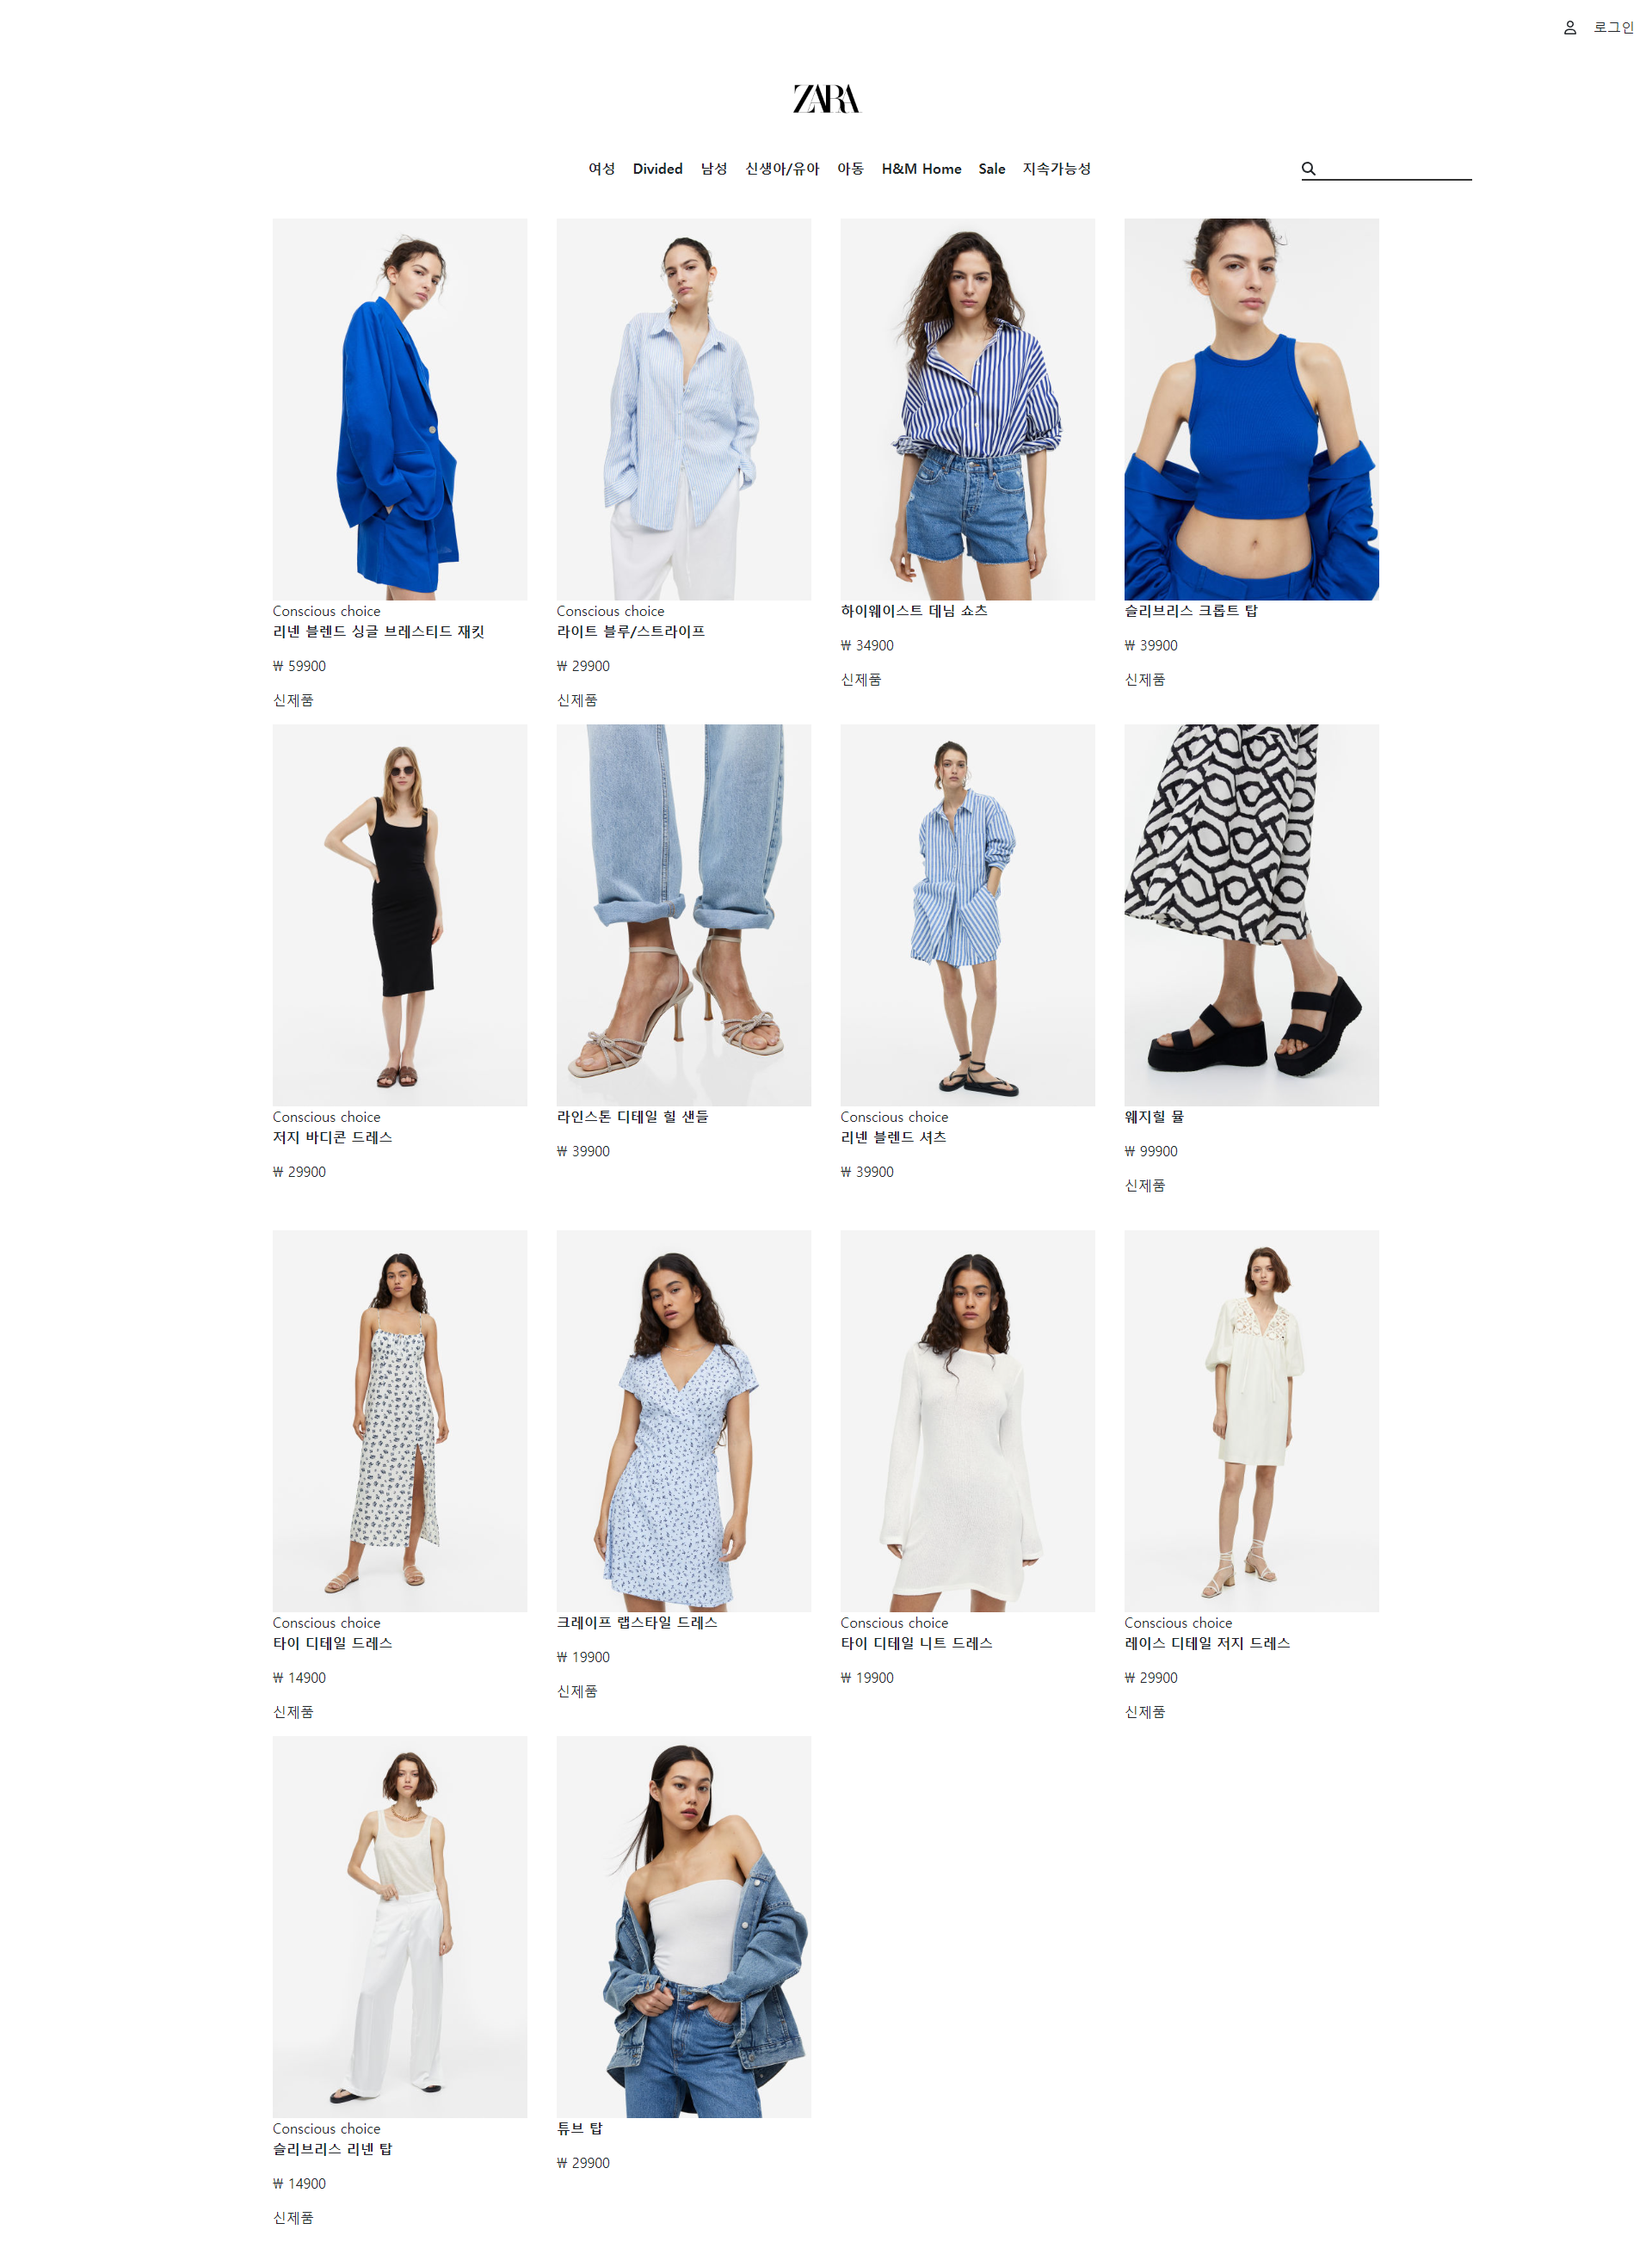 로그인
ZARA
여성 Divided 남성 신생아/유아 아동 H&M Home Sale 지속가능성
Conscious choice
리넨 블렌드 싱글 브레스티드 재킷
₩ 59900
신제품
Conscious choice
라이트 블루/스트라이프
₩ 29900
신제품
하이웨이스트 데님 쇼츠
₩ 34900
신제품
슬리브리스 크롭트 탑
₩ 39900
신제품
Conscious choice
저지 바디콘 드레스
₩ 29900
라인스톤 디테일 힐 샌들
₩ 39900
Conscious choice
리넨 블렌드 셔츠
₩ 39900
웨지힐 뮬
₩ 99900
신제품
Conscious choice
타이 디테일 드레스
₩ 14900
신제품
크레이프 랩스타일 드레스
₩ 19900
신제품
Conscious choice
타이 디테일 니트 드레스
₩ 19900
Conscious choice
레이스 디테일 저지 드레스
₩ 29900
신제품
Conscious choice
슬리브리스 리넨 탑
₩ 14900
신제품
튜브 탑
₩ 29900